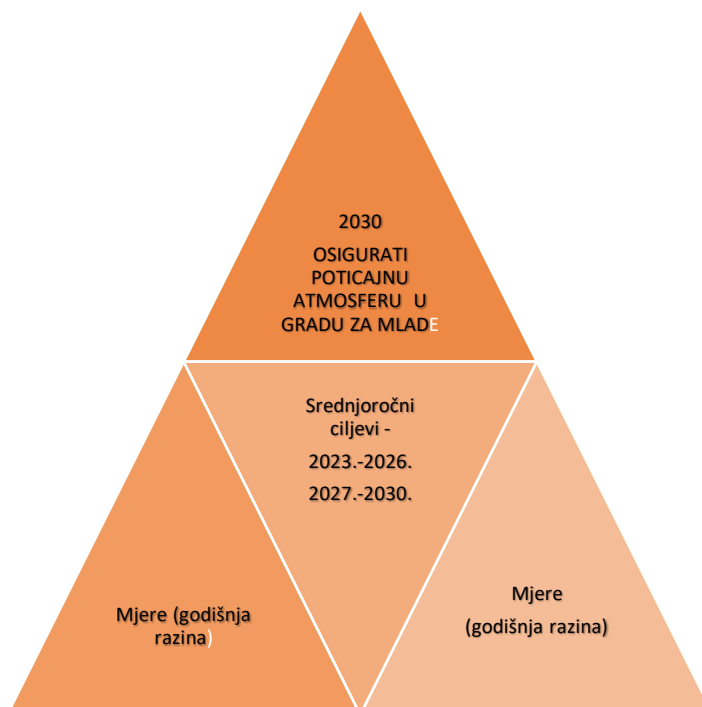 2030
OSIGURATI
POTICAJNU
ATMOSFERU U
GRADU ZA MLADE
Srednjoročni
ciljevi -
2023.-2026.
2027.-2030.
Mjere (godišnja
razina)
Mjere
(godišnja razina)